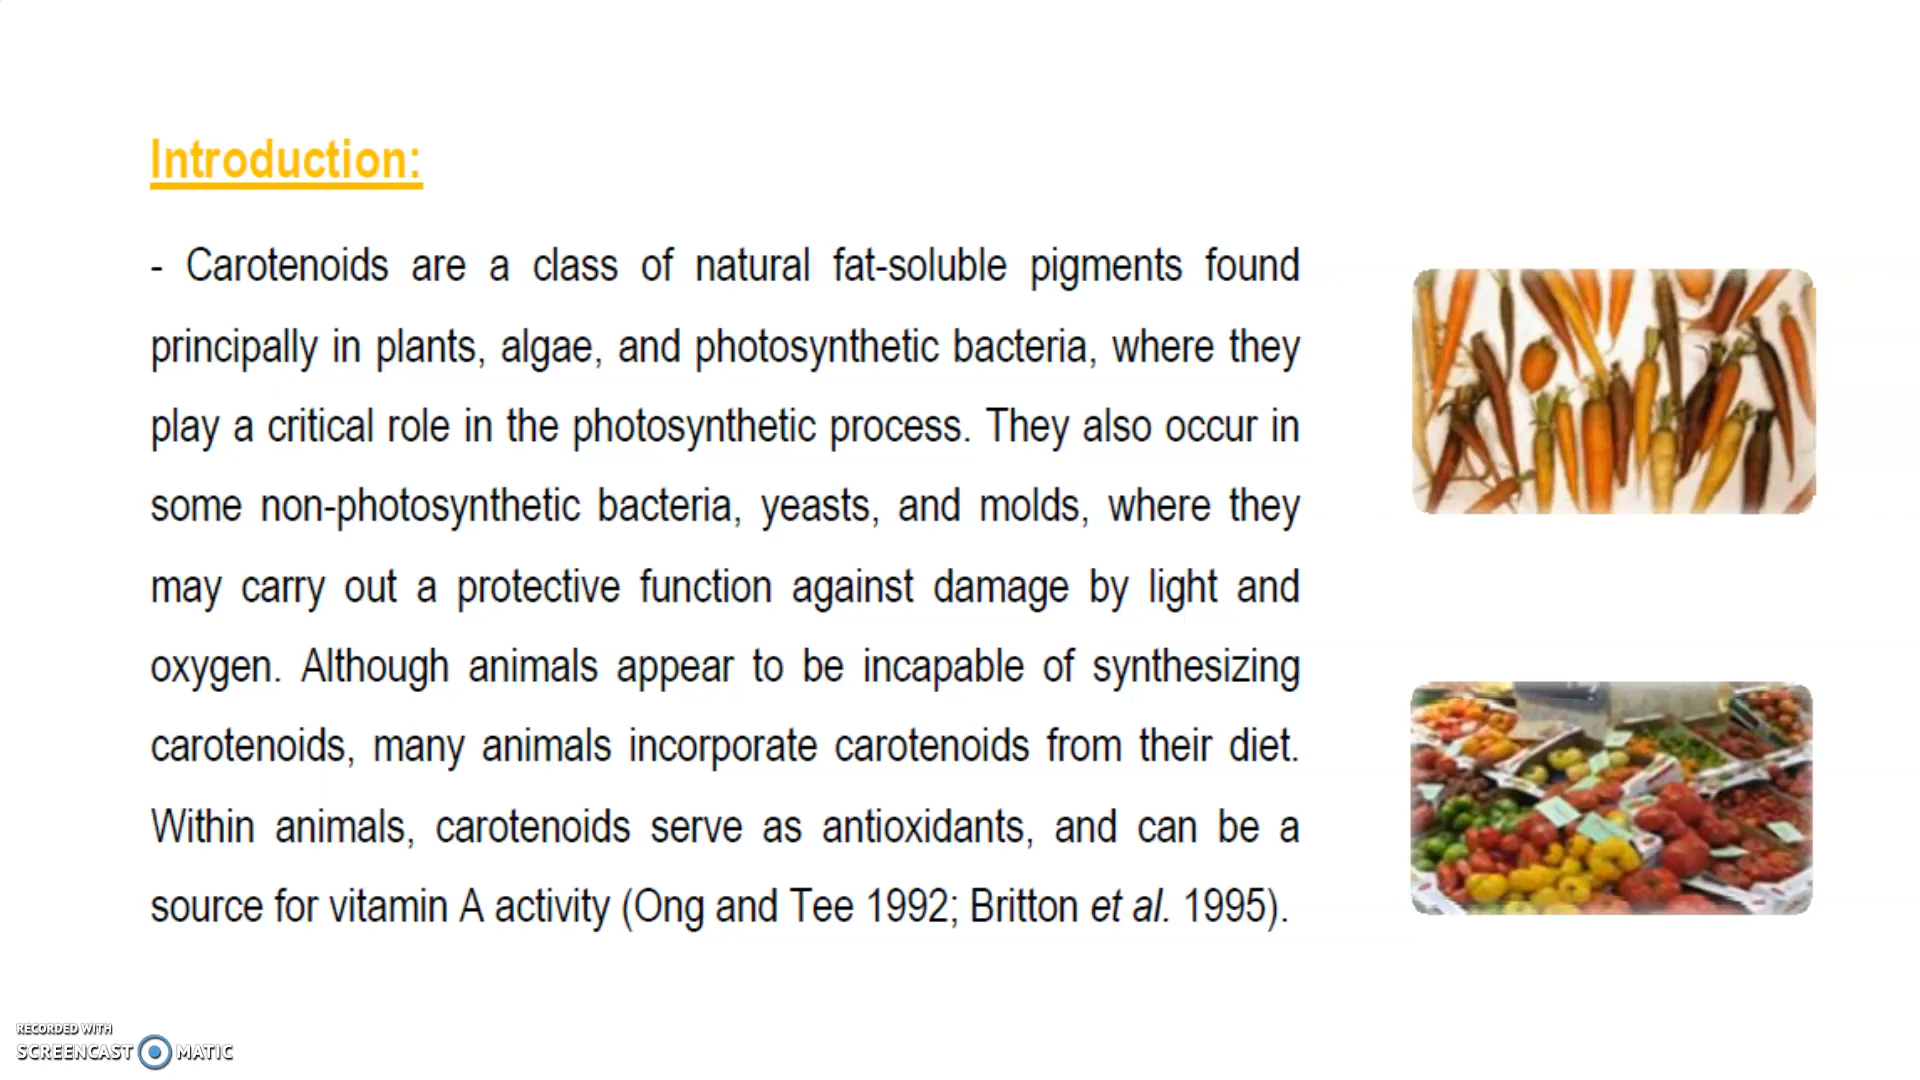 Introduction:
- Carotenoids are a class of natural fat-soluble pigments found
principally in plants, algae, and photosynthetic bacteria, where they
play a critical role in the photosynthetic process. They also occur in
some non-photosynthetic bacteria, yeasts, and molds, where they
may carry out a protective function against damage by light and
oxygen. Although animals appear to be incapable of synthesizing
carotenoids, many animals incorporate carotenoids from their diet.
Within animals, carotenoids serve as antioxidants, and can be a
source for vitamin A activity (Ong and Tee 1992; Britton et al. 1995).
RECORDED WITH
SCREENCAST MATIC